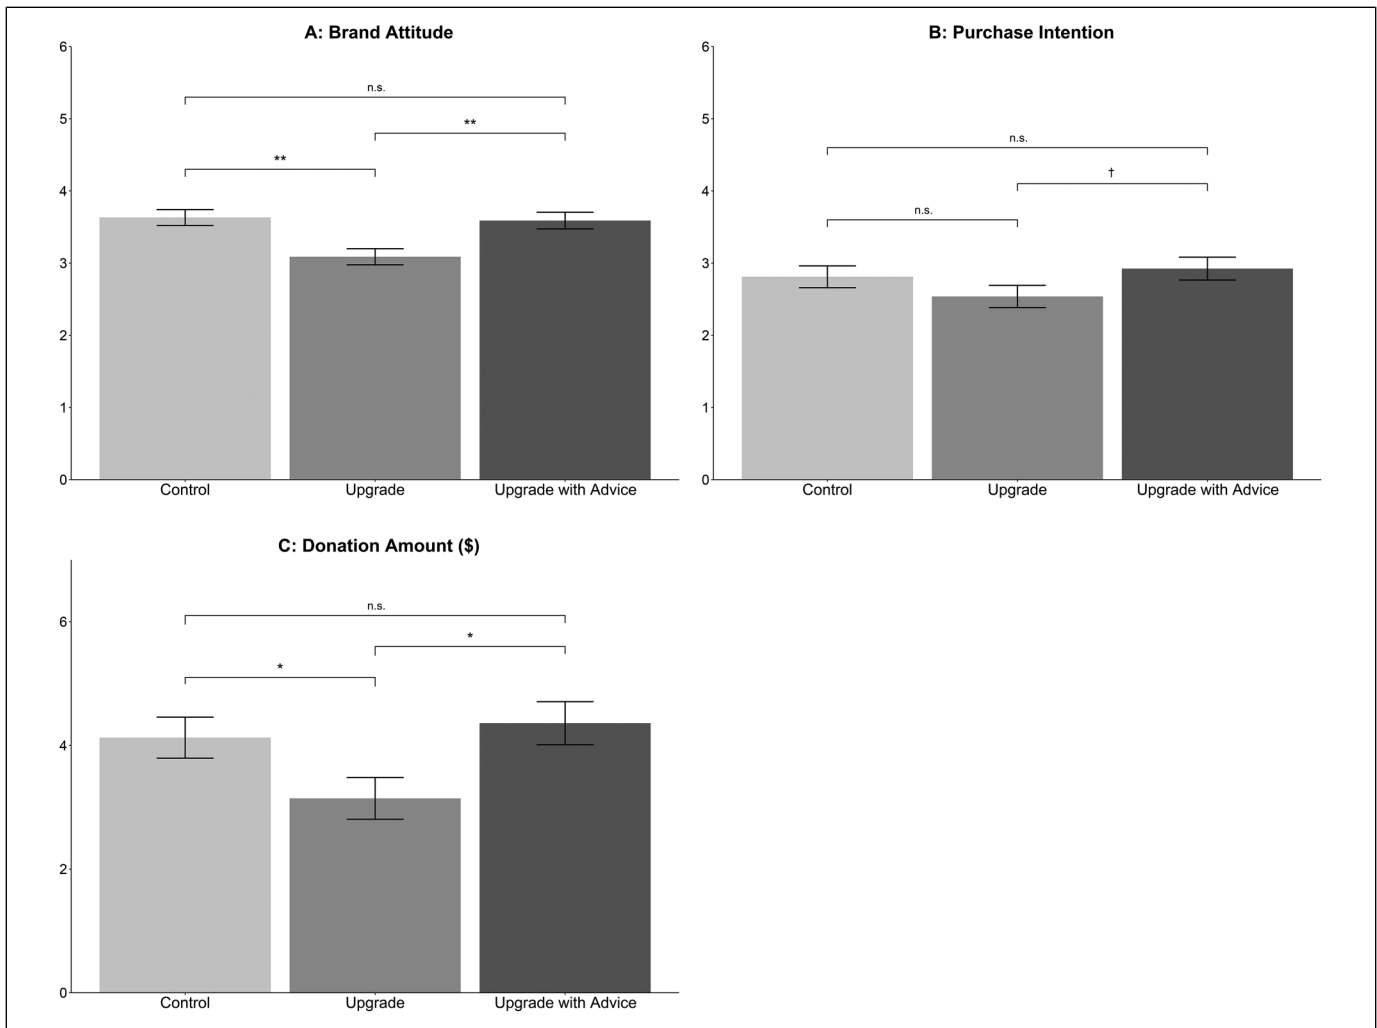 A: Brand Attitude
6
5
4
3
2
1
0
n.s.
**
**
Control
Upgrade
Upgrade with Advice
B: Purchase Intention
6
5
4
3
2
1
0
n.s.
†
n.s.
Control
Upgrade
Upgrade with Advice
C: Donation Amount ($)
6
4
2
0
n.s.
*
*
Control
Upgrade
Upgrade with Advice